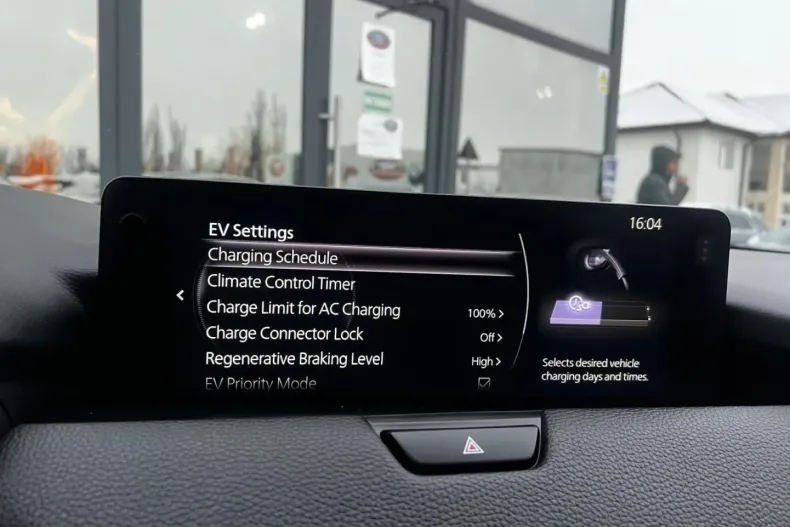 16:04
EV Settings
Charging Schedule
Climate Control Timer
Charge Limit for AC Charging 100%
Charge Connector Lock Off
Regenerative Braking Level High
EV Priority Mode
Selects desired vehicle
charging days and times.